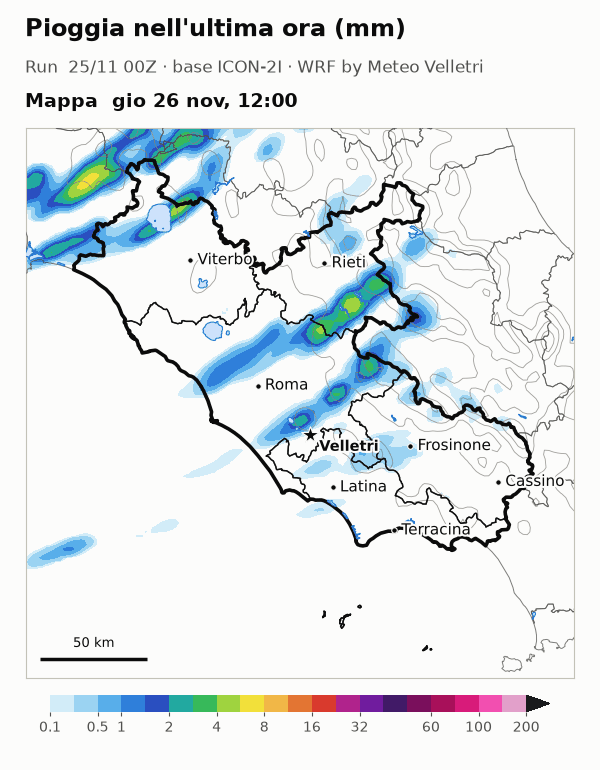 Pioggia nell'ultima ora (mm)
Run 25/11 00Z · base ICON-2I · WRF by Meteo Velletri
Mappa gio 26 nov, 12:00
Viterbo
Rieti
Roma
Velletri
Frosinone
Latina
Cassino
Terracina
50 km
0.1 0.5 1 2 4 8 16 32 60 100 200